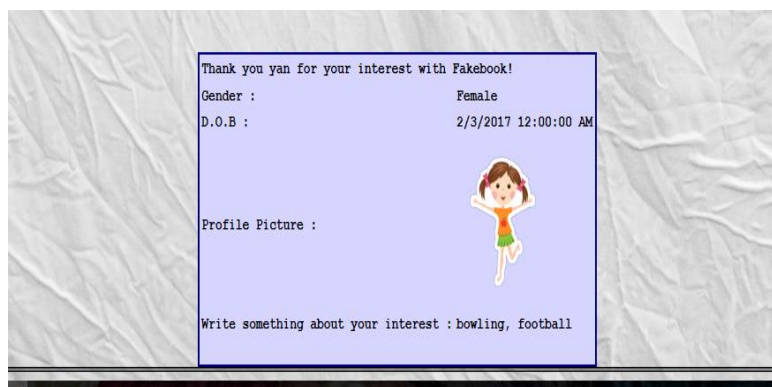 Thank you yan for your interest with Fakebook!
Gender : Female
D.O.B : 2/3/2017 12:00:00 AM
Profile Picture :
Write something about your interest : bowling, football